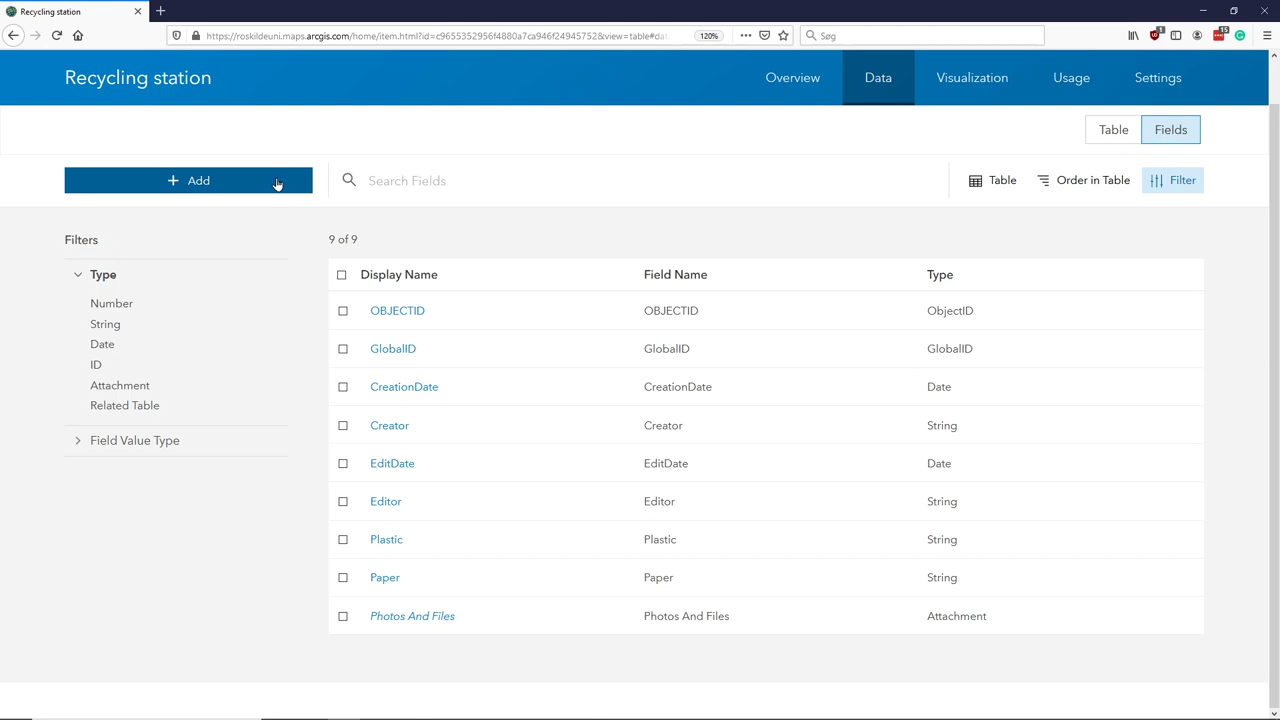 Recycling station
https://roskildeuni.maps.arcgis.com/home/item.html?id=c9655352956f4880a7ca946f24945752&view=table#dat
120%
Søg
15
Recycling station
Overview
Data
Visualization
Usage
Settings
Table
Fields
+ Add
Search Fields
Table
Order in Table
Filter
Filters
9 of 9
Type
Number
String
Date
ID
Attachment
Related Table
Field Value Type
Display Name Field Name Type
OBJECTID OBJECTID ObjectID
GlobalID GlobalID GlobalID
CreationDate CreationDate Date
Creator Creator String
EditDate EditDate Date
Editor Editor String
Plastic Plastic String
Paper Paper String
Photos And Files Photos And Files Attachment